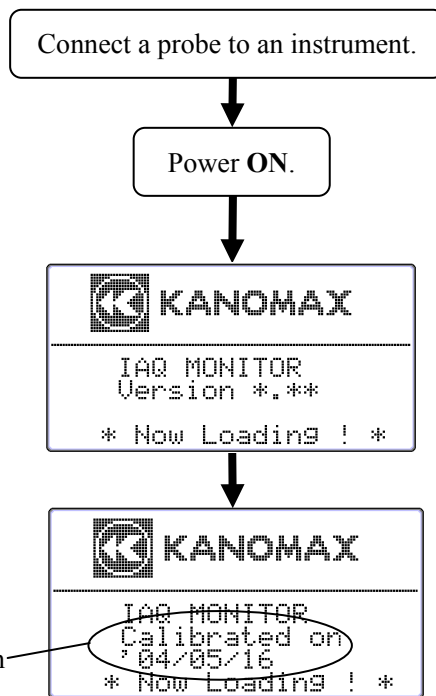 Connect a probe to an instrument.
Power ON.
KANOMAX
IAQ MONITOR
Version *.**
* Now Loading ! *
KANOMAX
IAQ MONITOR
Calibrated on
'04/05/16
* Now Loading ! *